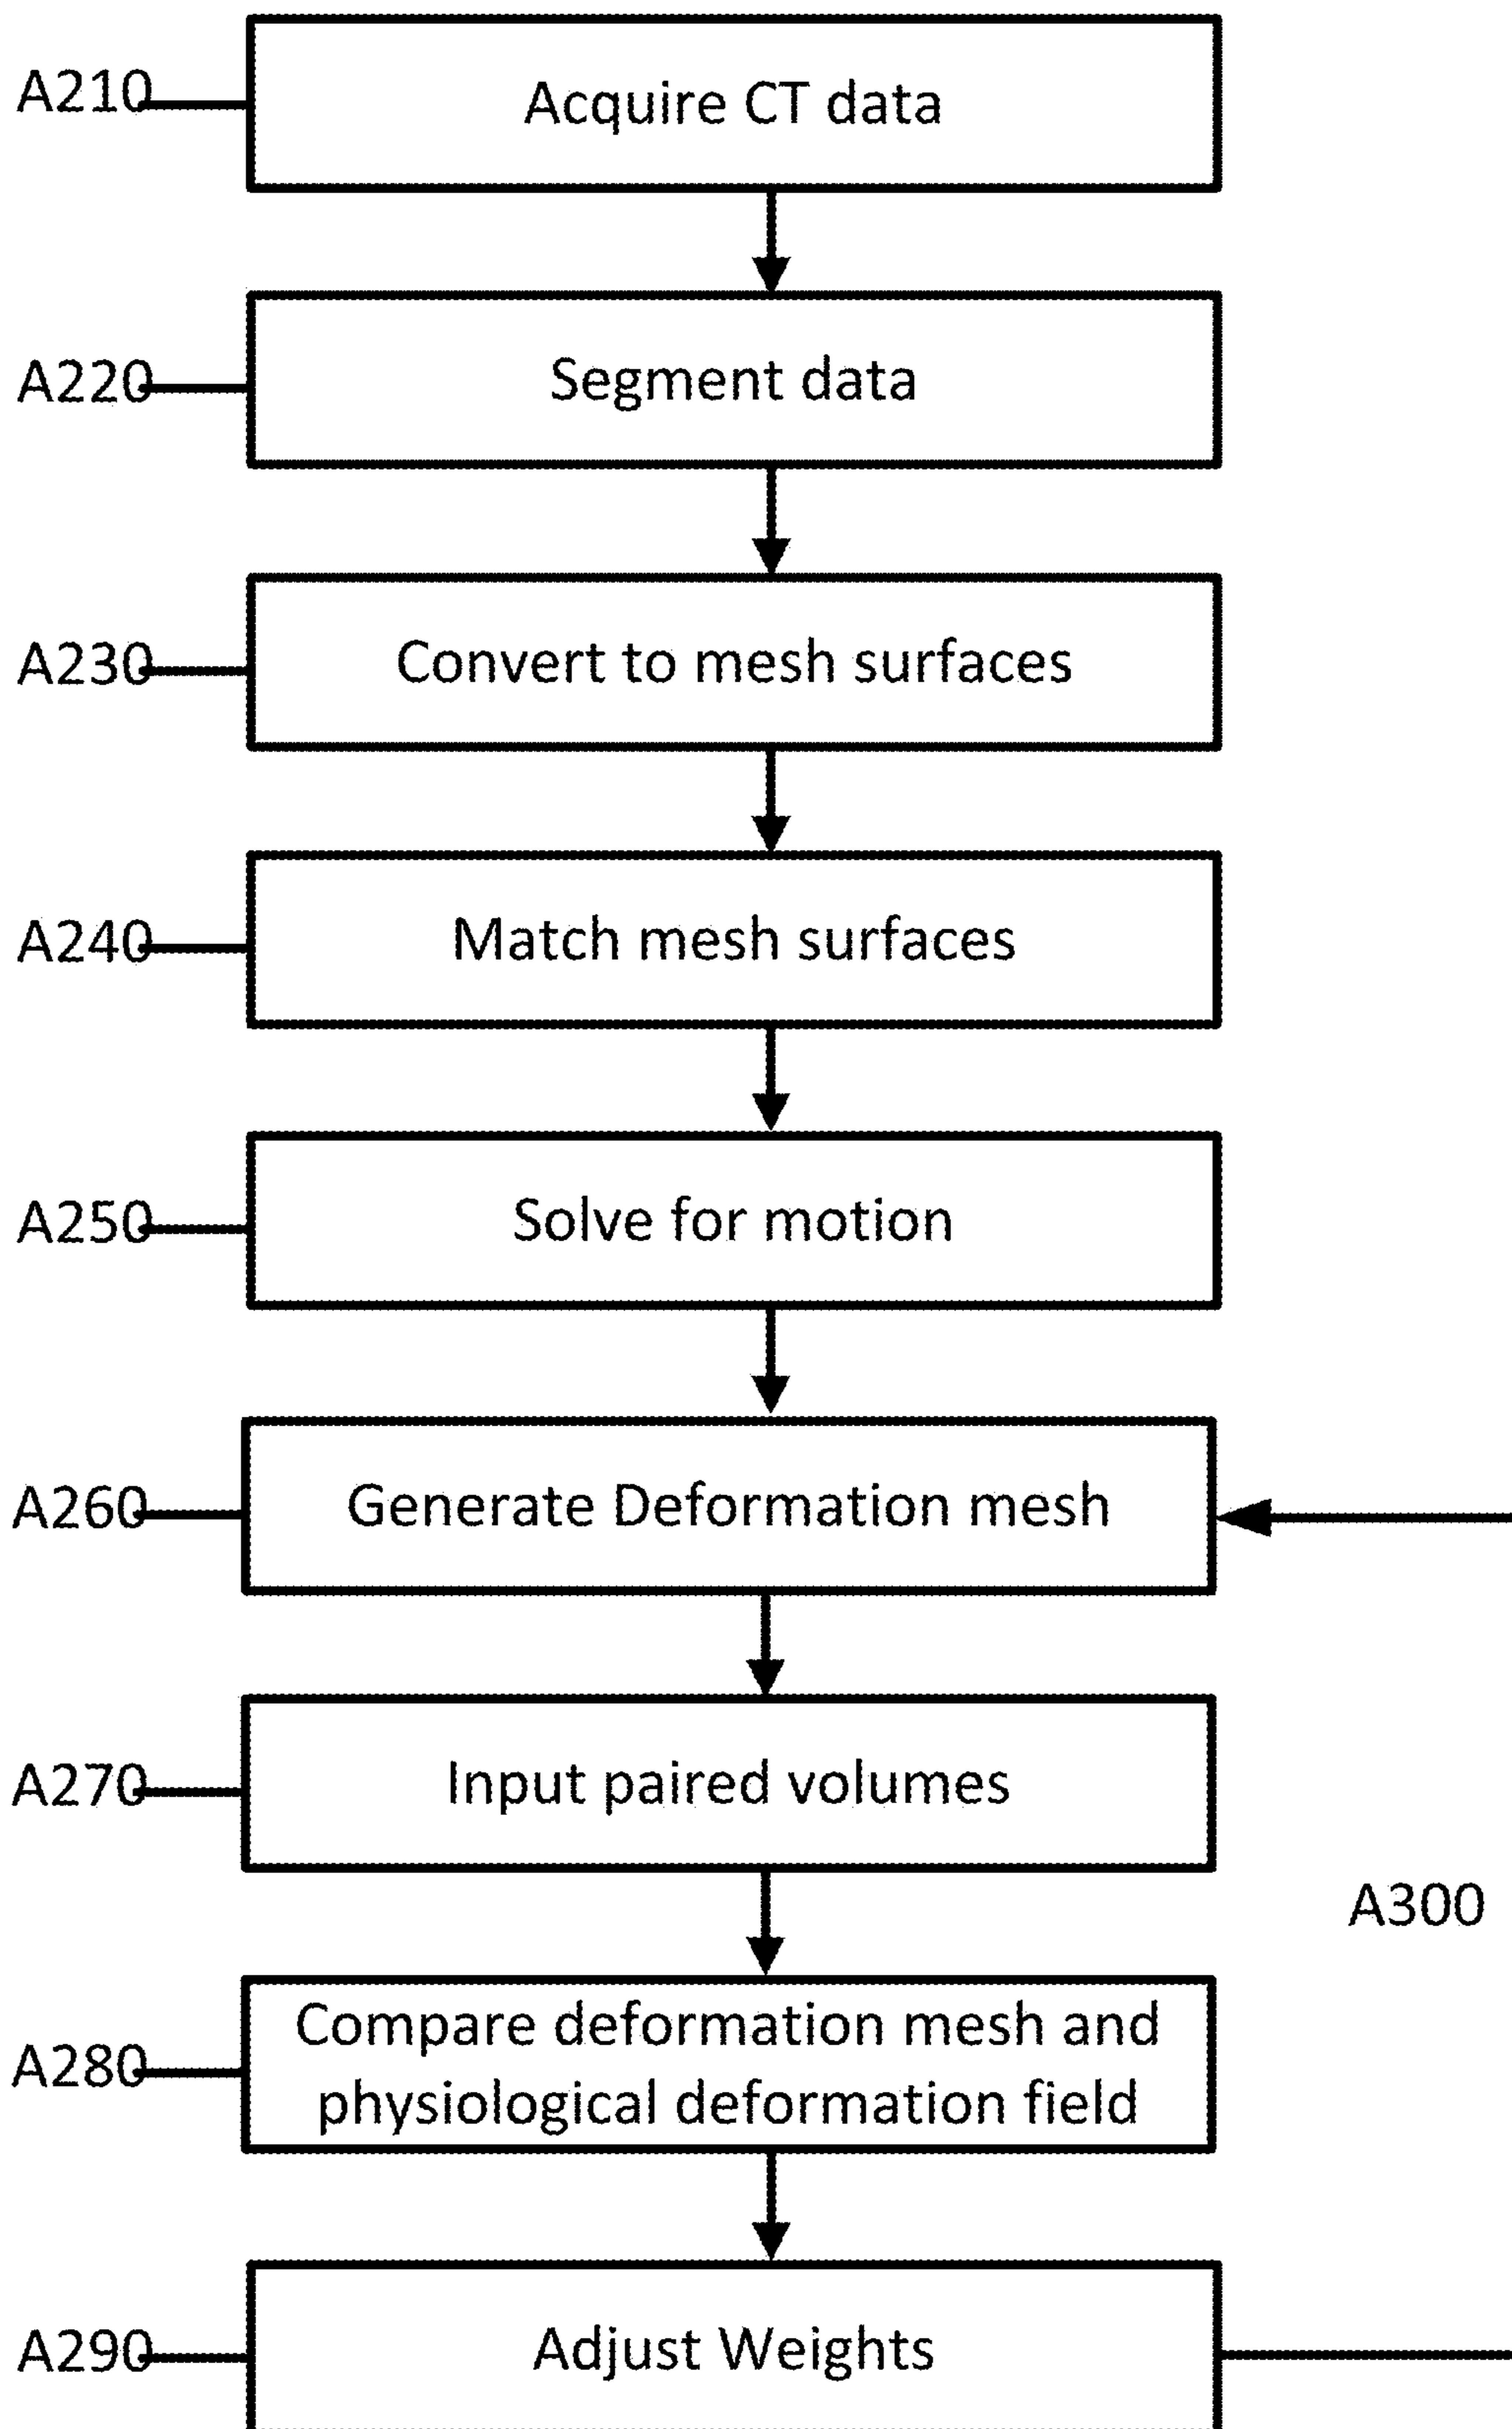 A210
Acquire CT data
A220
Segment data
A230
Convert to mesh surfaces
A240
Match mesh surfaces
A250
Solve for motion
A260
Generate Deformation mesh
A270
Input paired volumes
A300
A280
Compare deformation mesh and
physiological deformation field
A290
Adjust Weights